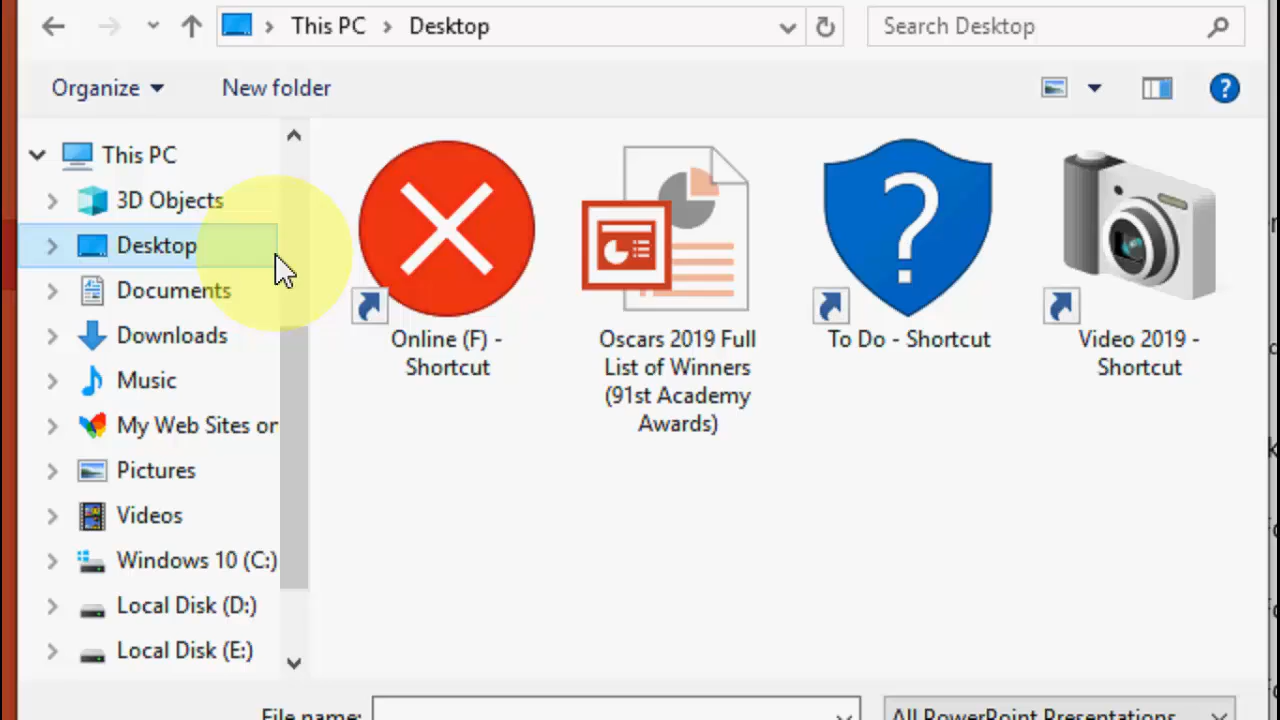 This PC Desktop Search Desktop
Organize New folder
This PC
3D Objects
Desktop
Documents
Downloads
Music
My Web Sites or
Pictures
Videos
Windows 10 (C:)
Local Disk (D:)
Local Disk (E:)
Online (F) -
Shortcut
Oscars 2019 Full
List of Winners
(91st Academy
Awards)
To Do - Shortcut
Video 2019 -
Shortcut
File name:
All PowerPoint Presentations